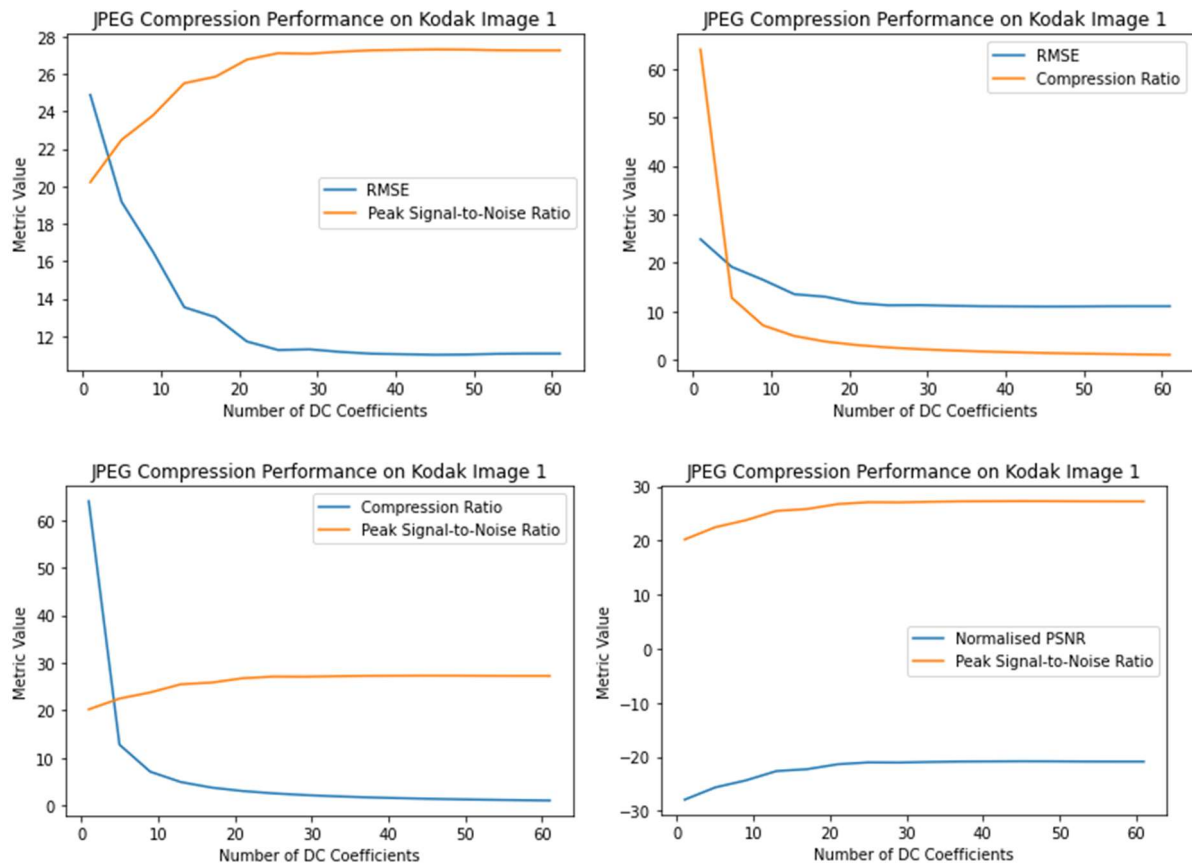 JPEG Compression Performance on Kodak Image 1
28
26
24
22
20
18
16
14
12
Metric Value
RMSE
Peak Signal-to-Noise Ratio
0 10 20 30 40 50 60
Number of DC Coefficients
JPEG Compression Performance on Kodak Image 1
60
50
40
30
20
10
0
Metric Value
RMSE
Compression Ratio
0 10 20 30 40 50 60
Number of DC Coefficients
JPEG Compression Performance on Kodak Image 1
60
50
40
30
20
10
0
Metric Value
Compression Ratio
Peak Signal-to-Noise Ratio
0 10 20 30 40 50 60
Number of DC Coefficients
JPEG Compression Performance on Kodak Image 1
30
20
10
0
−10
−20
−30
Metric Value
Normalised PSNR
Peak Signal-to-Noise Ratio
0 10 20 30 40 50 60
Number of DC Coefficients